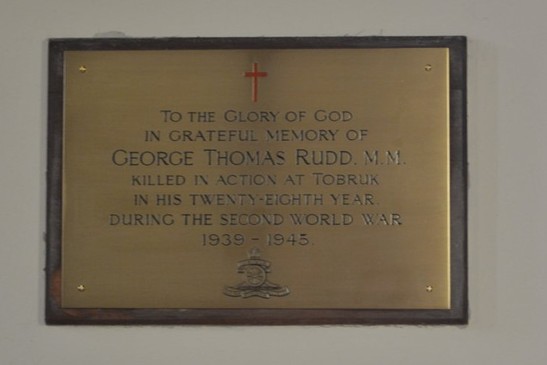 TO THE GLORY OF GOD
IN GRATEFUL MEMORY OF
GEORGE THOMAS RUDD. M.M.
KILLED IN ACTION AT TOBRUK
IN HIS TWENTY-EIGHTH YEAR.
DURING THE SECOND WORLD WAR
1939 - 1945.